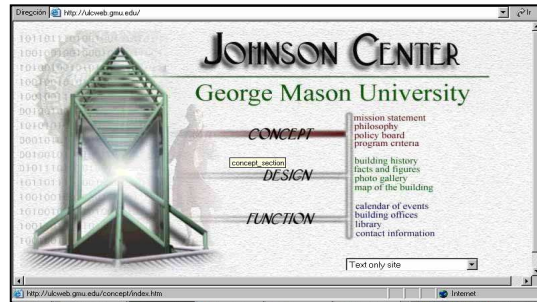 Dirección http://ulcweb.gmu.edu/ Ir
JOHNSON CENTER
George Mason University
CONCEPT
mission statement
philosophy
policy board
program criteria
concept_section
DESIGN
building history
facts and figures
photo gallery
map of the building
FUNCTION
calendar of events
building offices
library
contact information
Text only site
http://ulcweb.gmu.edu/concept/index.htm Internet